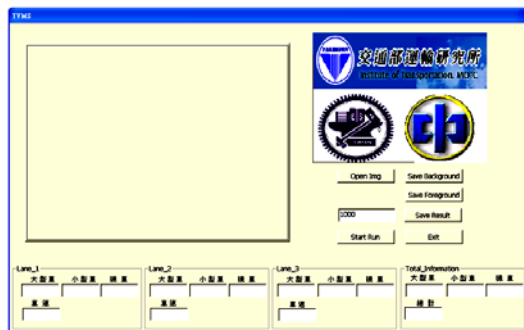 TVMS
交通部運輸研究所
Institute of Transportation, MOTC
Open Img
Save Background
Save Foreground
1000
Save Result
Start Run
Exit
Lane_1
大型車 小型車 機車
車速
Lane_2
大型車 小型車 機車
車速
Lane_3
大型車 小型車 機車
車速
Total_Information
大型車 小型車 機車
總計